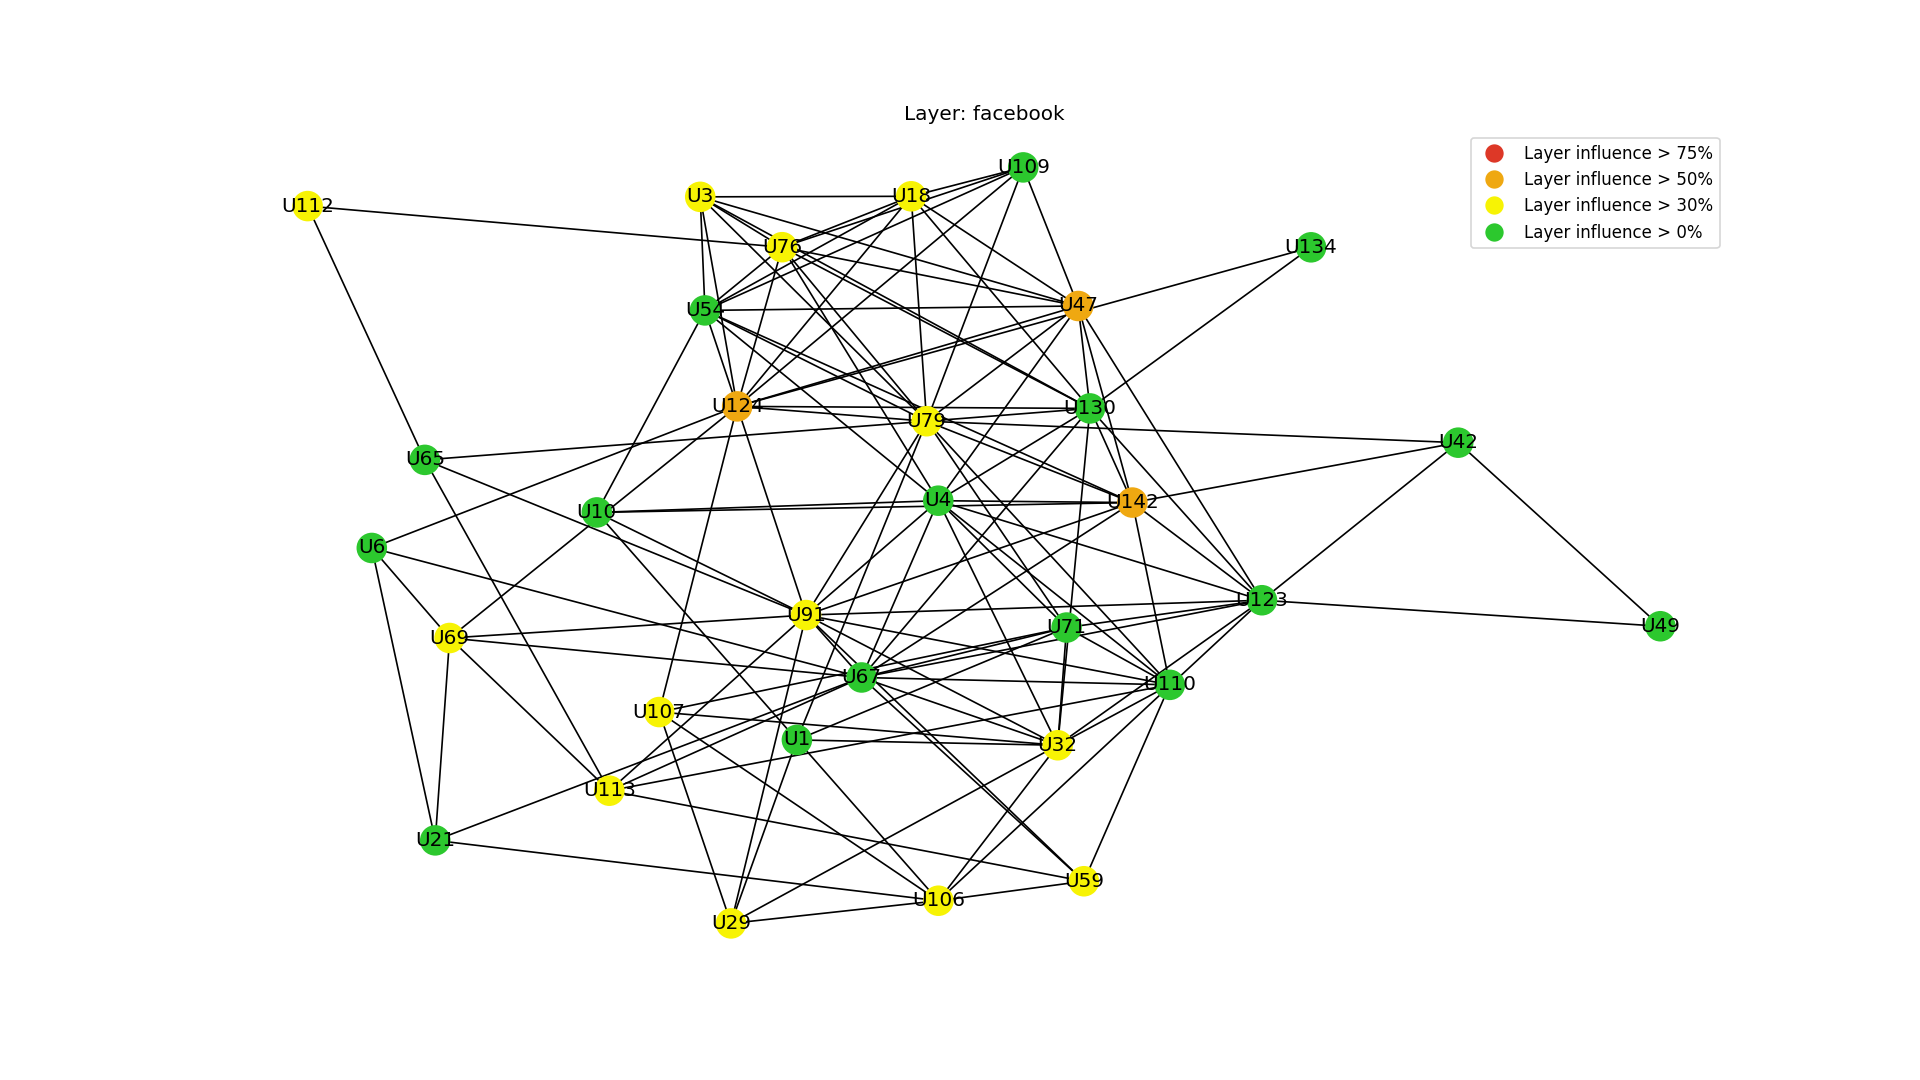 Layer: facebook
Layer influence > 75%
Layer influence > 50%
Layer influence > 30%
Layer influence > 0%
U109
U3
U18
U112
U76
U134
U47
U54
U124
U130
U79
U42
U65
U4
U142
U10
U6
U123
U91
U71
U49
U69
U67
U110
U107
U1
U32
U113
U21
U59
U106
U29